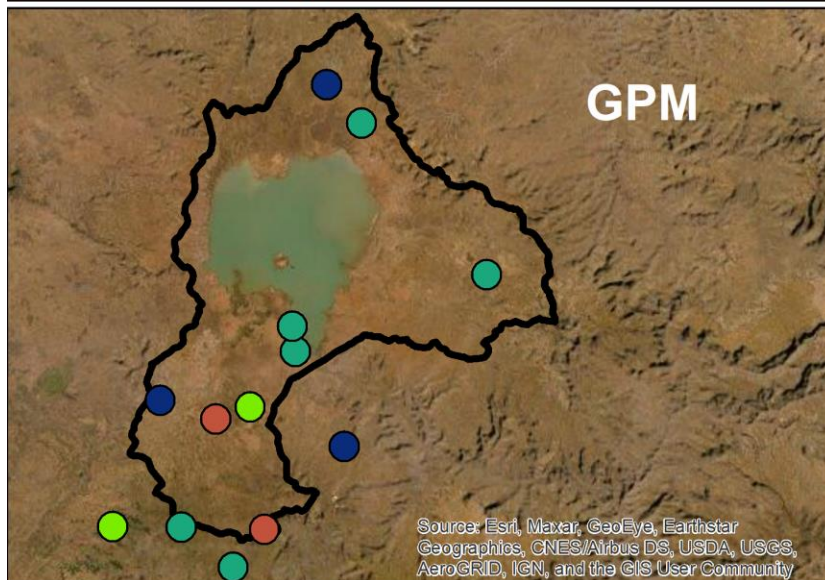 GPM
Source: Esri, Maxar, GeoEye, Earthstar
Geographics, CNES/Airbus DS, USDA, USGS,
AeroGRID, IGN, and the GIS User Community